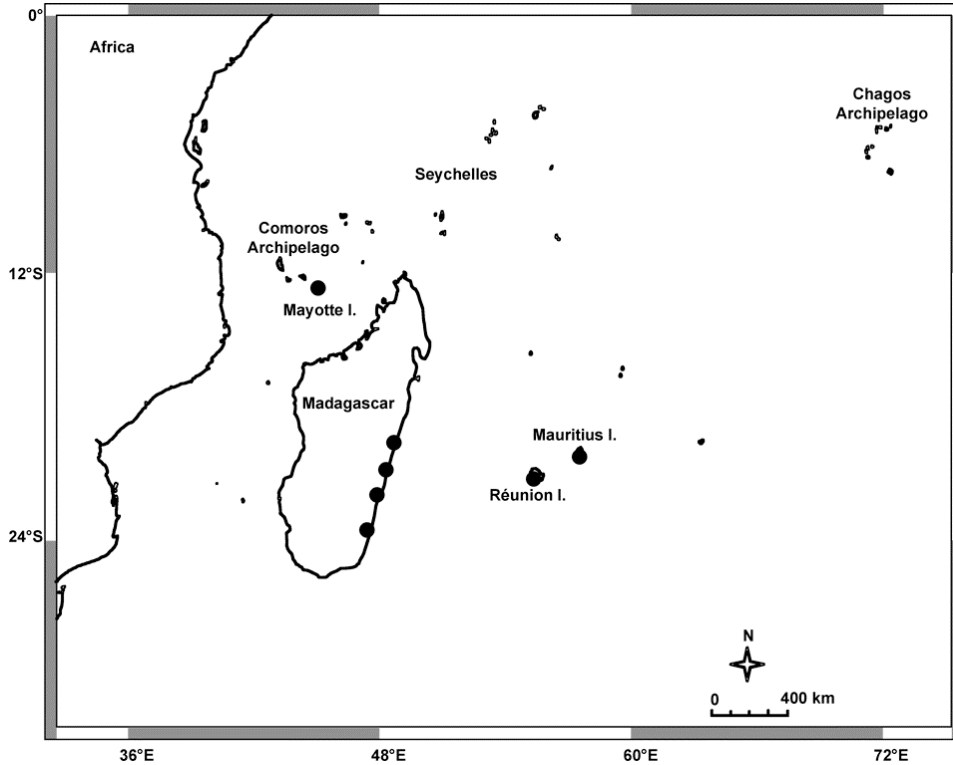 0°
Africa
Chagos
Archipelago
Seychelles
Comoros
Archipelago
12°S
Mayotte I.
Madagascar
Mauritius I.
Réunion I.
24°S
N
0 400 km
36°E 48°E 60°E 72°E